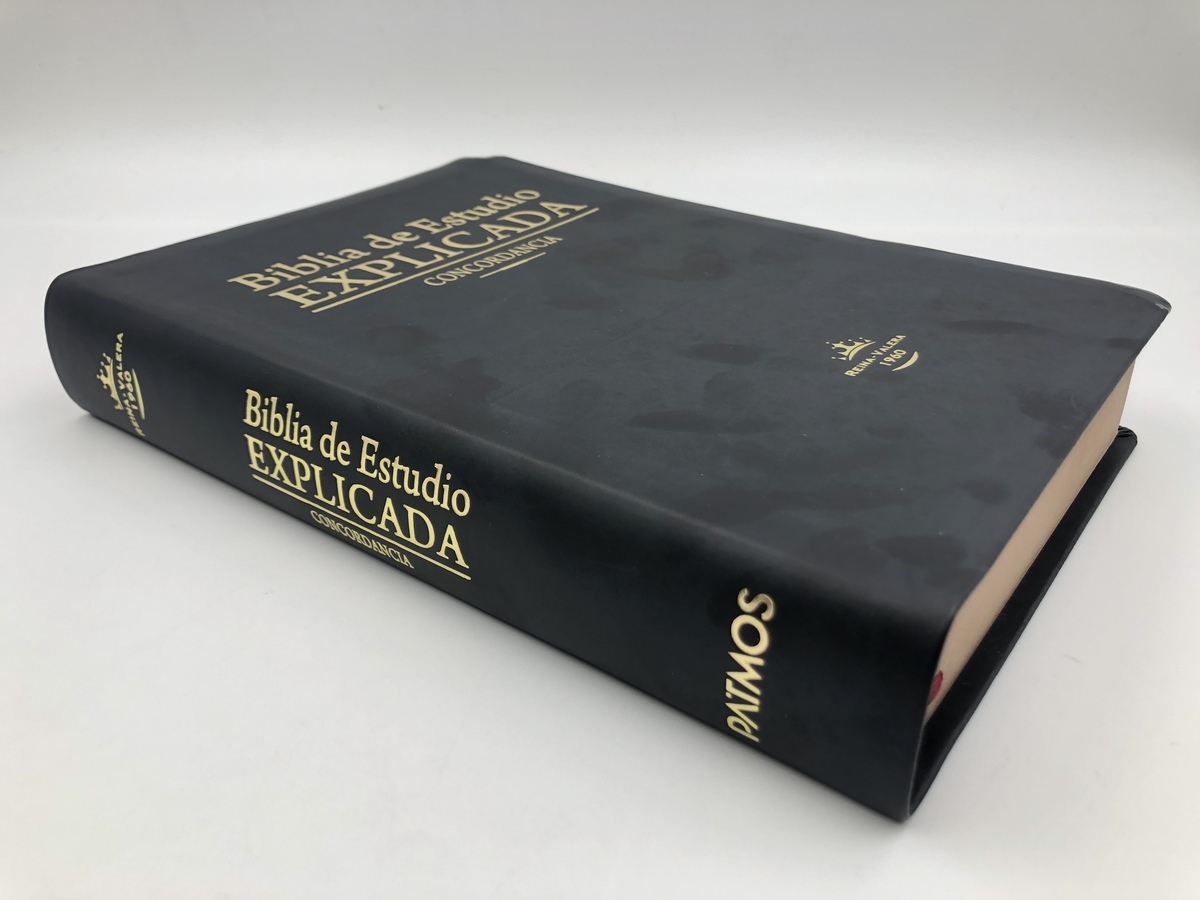 Biblia de Estudio
EXPLICADA
CONCORDANCIA
REINA-VALERA
1960
REINA-VALERA
1960
Biblia de Estudio
EXPLICADA
CONCORDANCIA
PATMOS